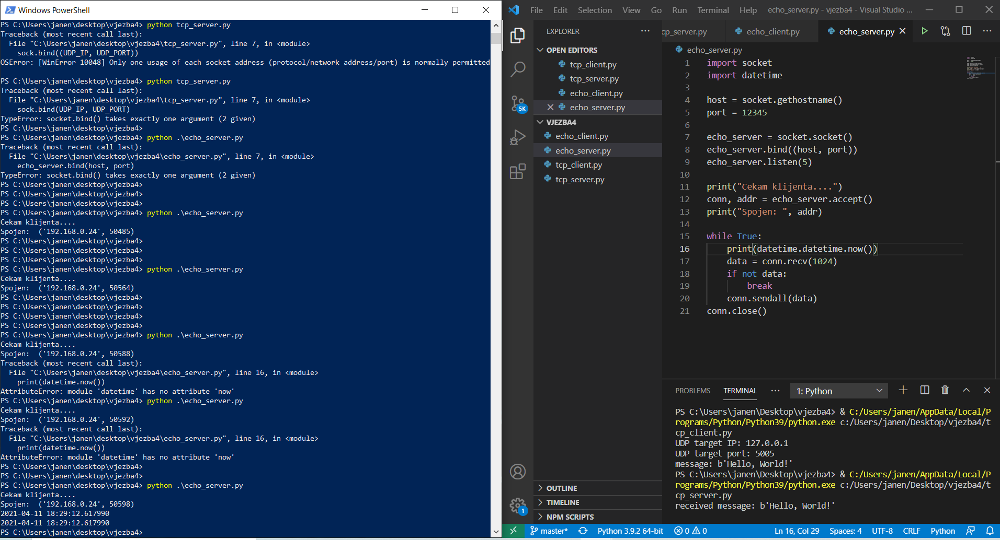 Windows PowerShell
PS C:\Users\janen\desktop\vjezba4> python tcp_server.py
Traceback (most recent call last):
  File "C:\Users\janen\desktop\vjezba4\tcp_server.py", line 7, in <module>
    sock.bind((UDP_IP, UDP_PORT))
OSError: [WinError 10048] Only one usage of each socket address (protocol/network address/port) is normally permitted
PS C:\Users\janen\desktop\vjezba4> python tcp_server.py
Traceback (most recent call last):
  File "C:\Users\janen\desktop\vjezba4\tcp_server.py", line 7, in <module>
    sock.bind(UDP_IP, UDP_PORT)
TypeError: socket.bind() takes exactly one argument (2 given)
PS C:\Users\janen\desktop\vjezba4>
PS C:\Users\janen\desktop\vjezba4> python .\echo_server.py
Traceback (most recent call last):
  File "C:\Users\janen\desktop\vjezba4\echo_server.py", line 7, in <module>
    echo_server.bind(host, port)
TypeError: socket.bind() takes exactly one argument (2 given)
PS C:\Users\janen\desktop\vjezba4>
PS C:\Users\janen\desktop\vjezba4>
PS C:\Users\janen\desktop\vjezba4>
PS C:\Users\janen\desktop\vjezba4> python .\echo_server.py
Cekam klijenta....
Spojen:  ('192.168.0.24', 50485)
PS C:\Users\janen\desktop\vjezba4>
PS C:\Users\janen\desktop\vjezba4>
PS C:\Users\janen\desktop\vjezba4>
PS C:\Users\janen\desktop\vjezba4> python .\echo_server.py
Cekam klijenta....
Spojen:  ('192.168.0.24', 50564)
PS C:\Users\janen\desktop\vjezba4>
PS C:\Users\janen\desktop\vjezba4>
PS C:\Users\janen\desktop\vjezba4>
PS C:\Users\janen\desktop\vjezba4>
PS C:\Users\janen\desktop\vjezba4> python .\echo_server.py
Cekam klijenta....
Spojen:  ('192.168.0.24', 50588)
Traceback (most recent call last):
  File "C:\Users\janen\desktop\vjezba4\echo_server.py", line 16, in <module>
    print(datetime.now())
AttributeError: module 'datetime' has no attribute 'now'
PS C:\Users\janen\desktop\vjezba4> python .\echo_server.py
Cekam klijenta....
Spojen:  ('192.168.0.24', 50592)
Traceback (most recent call last):
  File "C:\Users\janen\desktop\vjezba4\echo_server.py", line 16, in <module>
    print(datetime.now())
AttributeError: module 'datetime' has no attribute 'now'
PS C:\Users\janen\desktop\vjezba4>
PS C:\Users\janen\desktop\vjezba4>
PS C:\Users\janen\desktop\vjezba4> python .\echo_server.py
Cekam klijenta....
Spojen:  ('192.168.0.24', 50598)
2021-04-11 18:29:12.617990
2021-04-11 18:29:12.617990
PS C:\Users\janen\desktop\vjezba4>
File Edit Selection View Go Run Terminal Help echo_server.py - vjezba4 - Visual Studio ...
5K
1
EXPLORER ...
OPEN EDITORS
tcp_client.py
tcp_server.py
echo_client.py
echo_server.py
VJEZBA4
echo_client.py
echo_server.py
tcp_client.py
tcp_server.py
OUTLINE
TIMELINE
NPM SCRIPTS
cp_server.py echo_client.py echo_server.py
echo_server.py
1 import socket
2 import datetime
3
4 host = socket.gethostname()
5 port = 12345
6
7 echo_server = socket.socket()
8 echo_server.bind((host, port))
9 echo_server.listen(5)
10
11 print("Cekam klijenta....")
12 conn, addr = echo_server.accept()
13 print("Spojen: ", addr)
14
15 while True:
16     print(datetime.datetime.now())
17     data = conn.recv(1024)
18     if not data:
19         break
20     conn.sendall(data)
21 conn.close()
PROBLEMS TERMINAL ... 1: Python
PS C:\Users\janen\Desktop\vjezba4> & C:/Users/janen/AppData/Local/P
rograms/Python/Python39/python.exe c:/Users/janen/Desktop/vjezba4/t
cp_client.py
UDP target IP: 127.0.0.1
UDP target port: 5005
message: b'Hello, World!'
PS C:\Users\janen\Desktop\vjezba4> & C:/Users/janen/AppData/Local/P
rograms/Python/Python39/python.exe c:/Users/janen/Desktop/vjezba4/t
cp_server.py
received message: b'Hello, World!'
master* Python 3.9.2 64-bit 0 0 Ln 16, Col 29 Spaces: 4 UTF-8 CRLF Python